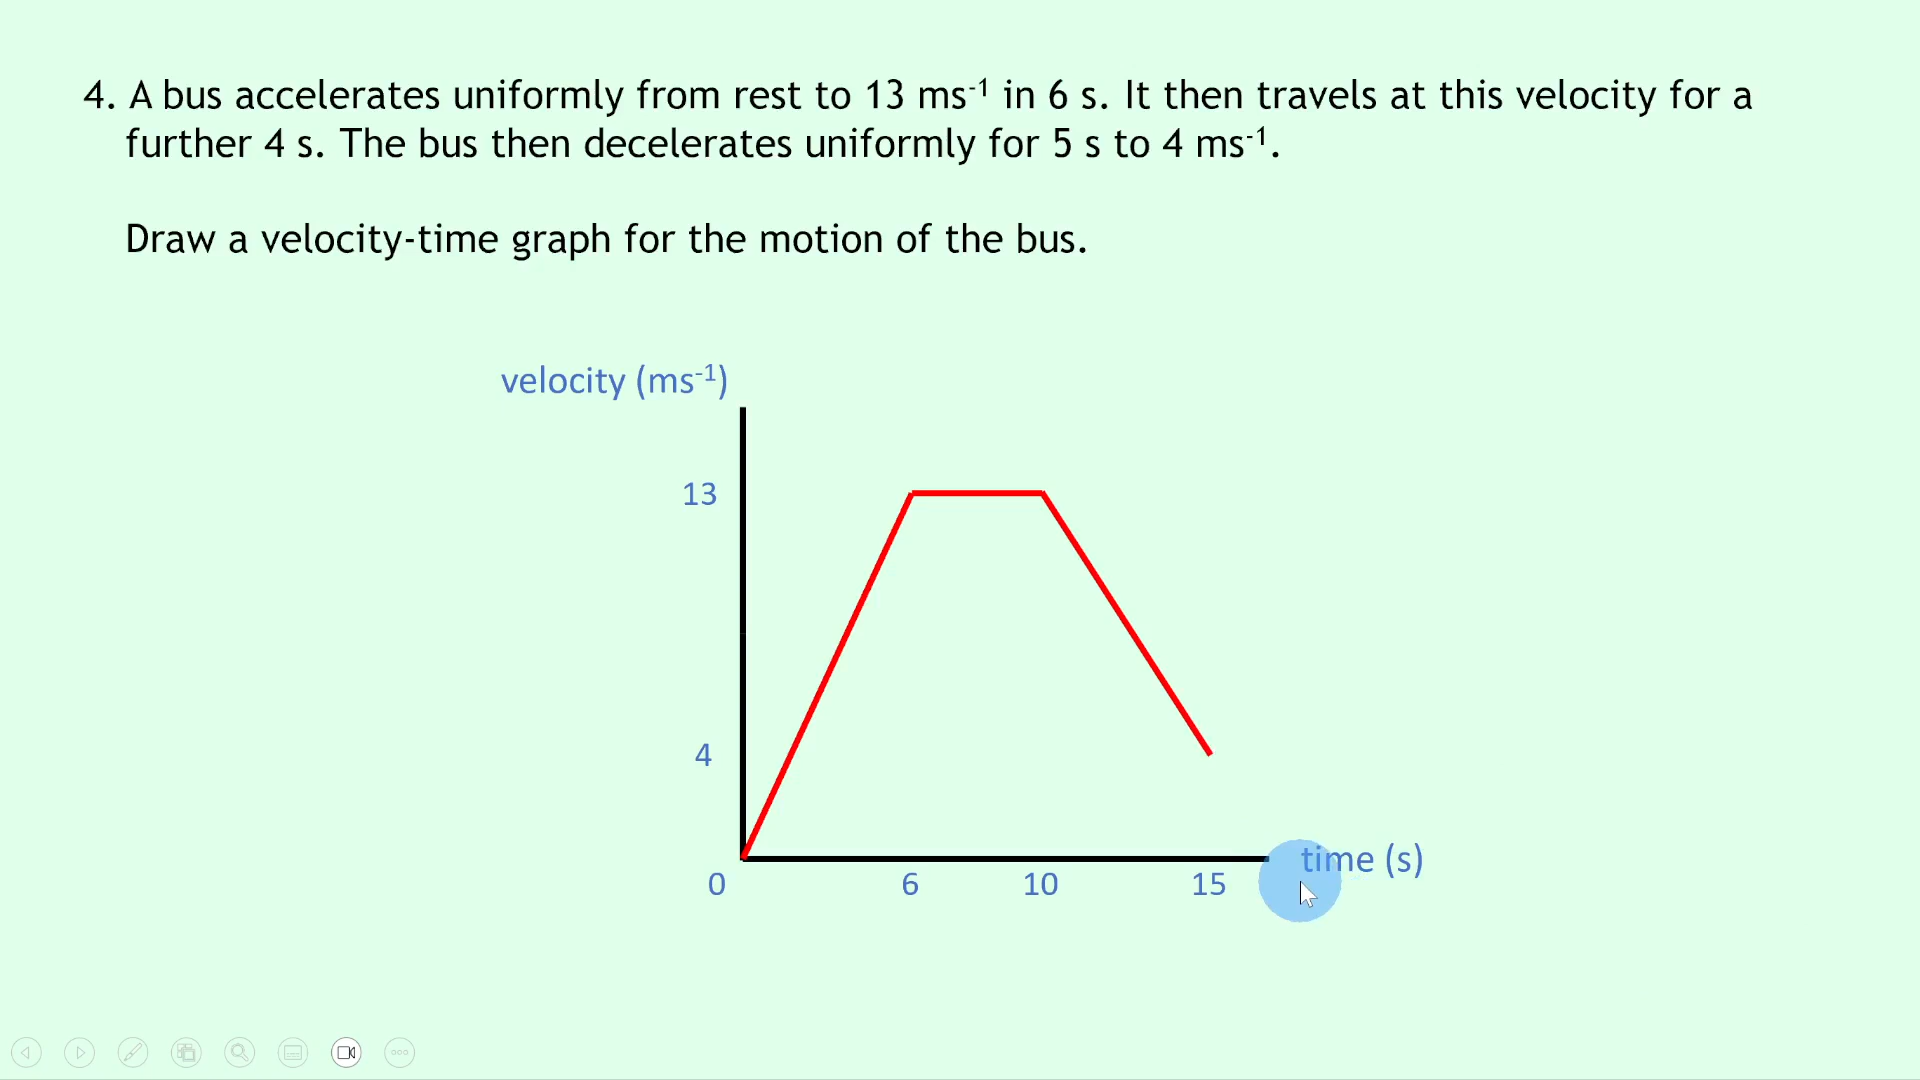 4. A bus accelerates uniformly from rest to 13 ms⁻¹ in 6 s. It then travels at this velocity for a
further 4 s. The bus then decelerates uniformly for 5 s to 4 ms⁻¹.
Draw a velocity-time graph for the motion of the bus.
velocity (ms⁻¹)
13
4
time (s)
0 6 10 15